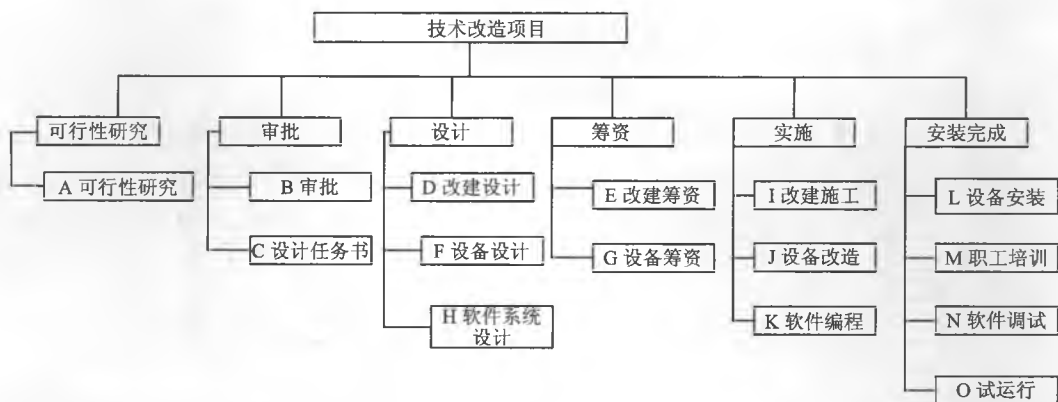 技术改造项目
可行性研究
审批
设计
筹资
实施
安装完成
A 可行性研究
B 审批
D 改建设计
E 改建筹资
I 改建施工
L 设备安装
C 设计任务书
F 设备设计
G 设备筹资
J 设备改造
M 职工培训
H 软件系统
设计
K 软件编程
N 软件调试
O 试运行